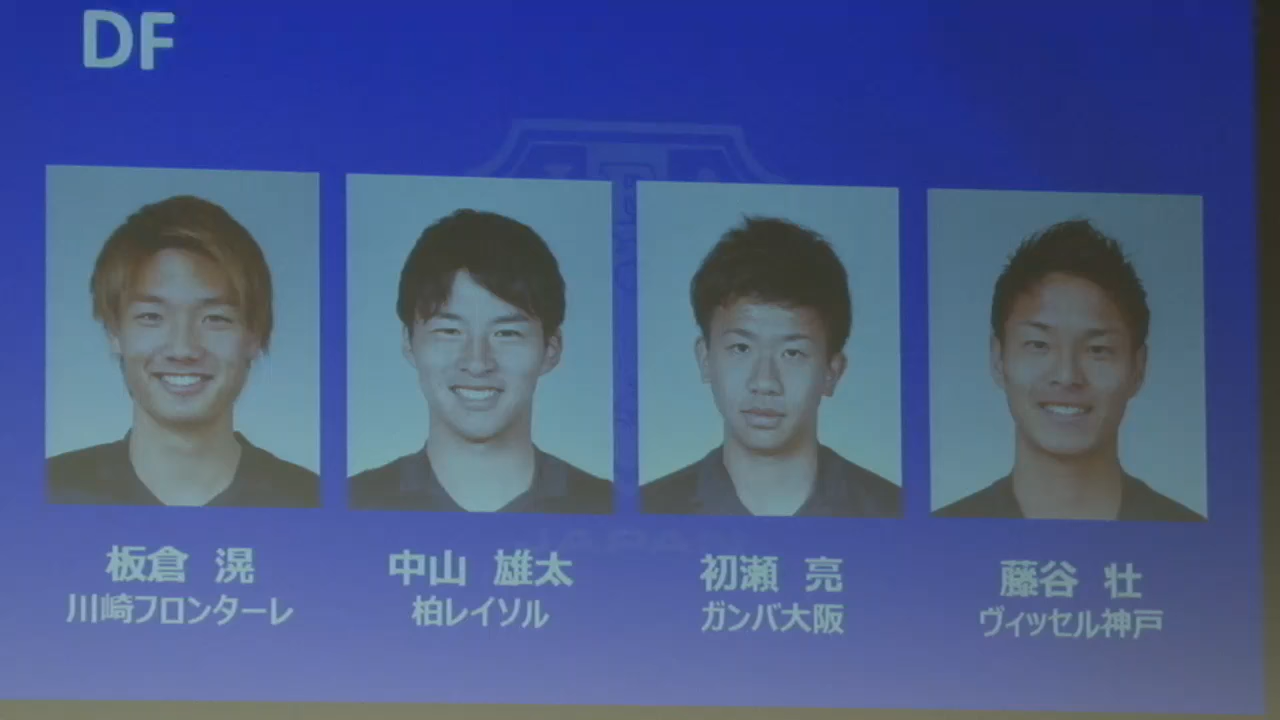 DF
板倉 滉
川崎フロンターレ
中山 雄太
柏レイソル
初瀬 亮
ガンバ大阪
藤谷 壮
ヴィッセル神戸
JAPAN